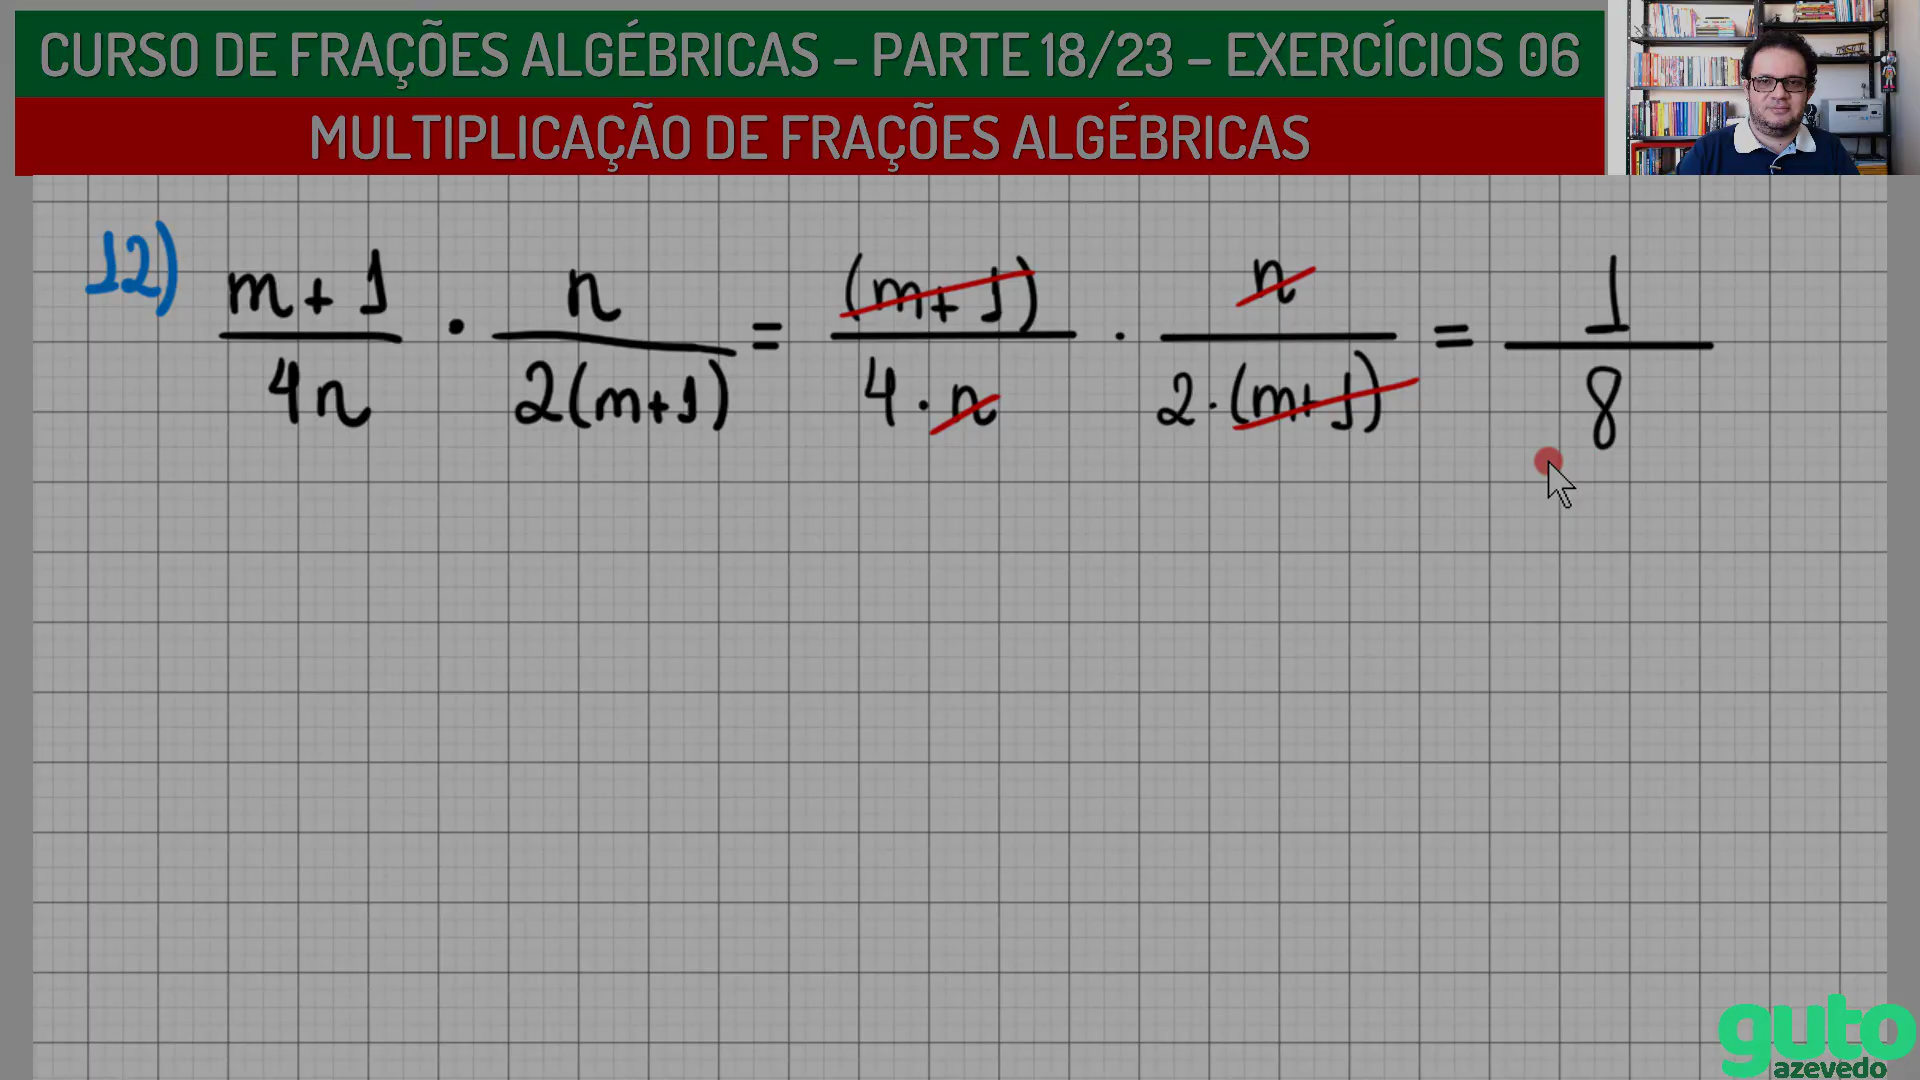 CURSO DE FRAÇÕES ALGÉBRICAS – PARTE 18/23 – EXERCÍCIOS 06
MULTIPLICAÇÃO DE FRAÇÕES ALGÉBRICAS
12) (m+1)/(4n) · n/(2(m+1)) = (m+1)/(4·n) · n/(2·(m+1)) = 1/8
guto
azevedo